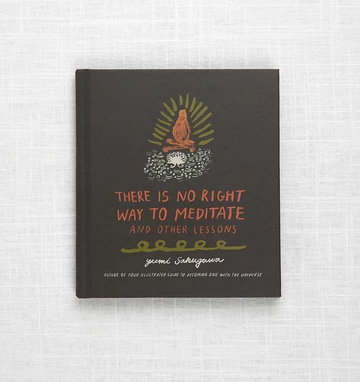 THERE IS NO RIGHT
WAY TO MEDITATE
AND OTHER LESSONS
yumi sakugawa
AUTHOR OF YOUR ILLUSTRATED GUIDE TO BECOMING ONE WITH THE UNIVERSE